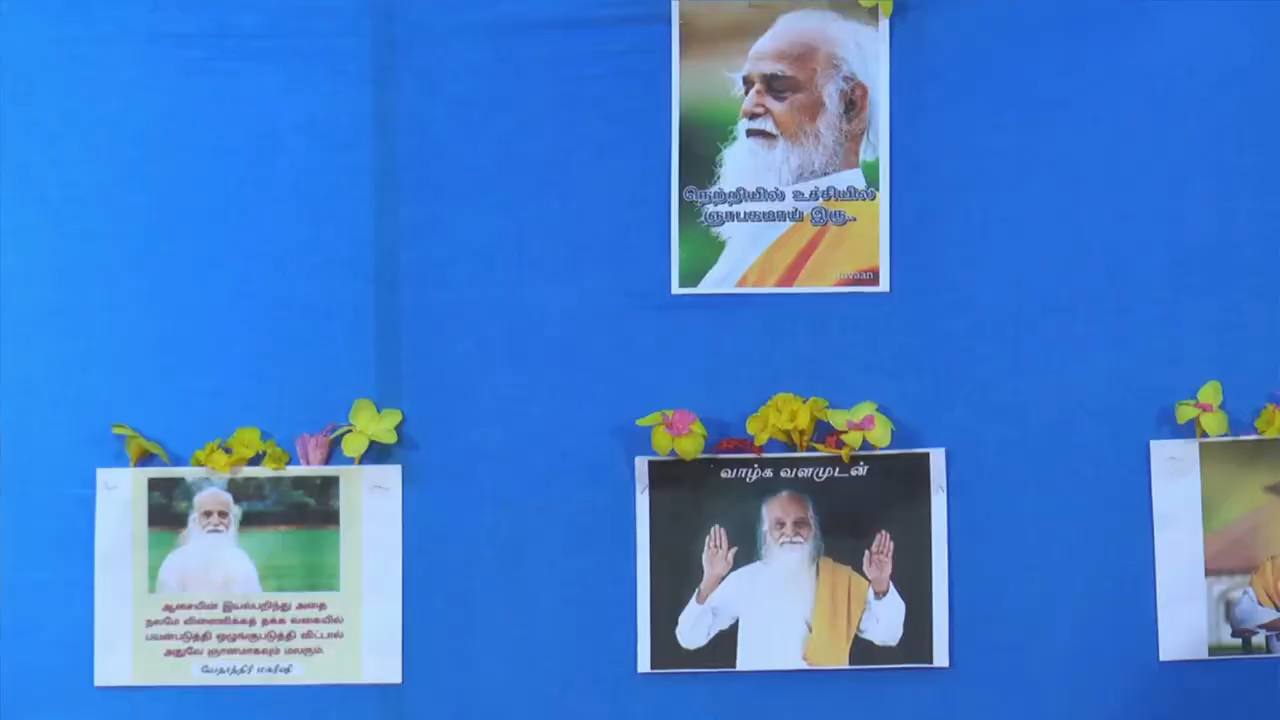 நெற்றியில் உச்சியில்
ஞாபகமாய் இரு..
வாழ்க வளமுடன்
ஆசையின் இயல்பறிந்து அதை
நலமே விளைவிக்கத் தக்க வகையில்
பயன்படுத்தி ஒழுங்குபடுத்தி விட்டால்
அதுவே ஞானமாகவும் மலரும்.
வேதாத்திரி மகரிஷி